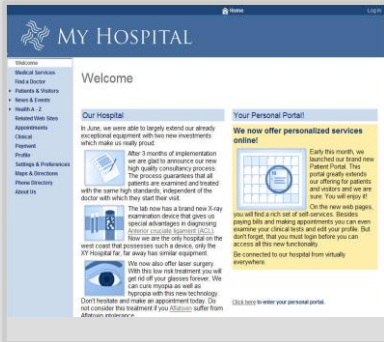 Home
Log in
MY HOSPITAL
Welcome
Medical Services
Find a Doctor
Patients & Visitors
News & Events
Health A - Z
Related Web Sites
Appointments
Clinical
Payment
Profile
Settings & Preferences
Maps & Directions
Phone Directory
About Us
Welcome
Our Hospital
In June, we were able to largely extend our already
exceptional equipment with two new investments
which make us really proud.
After 3 months of implementation
we are glad to announce our new
high quality consultancy process.
The process guarantees that all
patients are examined and treated
with the same high standards, independent of the
doctor with which they start their visit.
The lab now has a brand new X-ray
examination device that gives us
special advantages in diagnosing
Anterior cruciate ligament (ACL).
Now we are the only hospital on the
west coast that possesses such a device, only the
XY Hospital far, far away has similar equipment.
We now also offer laser surgery.
With this low risk treatment you will
get rid off your glasses forever. We
can cure myopia as well as
hypropia with this new technology.
Don't hesitate and make an appointment today. Do
not consider this treatment if you Aflatoxin suffer from
Aflatoxin intolerance.
Your Personal Portal!
We now offer personalized services
online!
Early this month, we
launched our brand new
Patient Portal. This
portal greatly extends
our offering for patients
and visitors and we are
sure: You will enjoy it!
On the new web pages,
you will find a rich set of self-services. Besides
paying bills and making appointments you can even
examine your clinical tests and edit your profile. But
don't forget, that you must login before you can
access all this new functionality.
Be connected to our hospital from virtually
everywhere.
Click here to enter your personal portal.